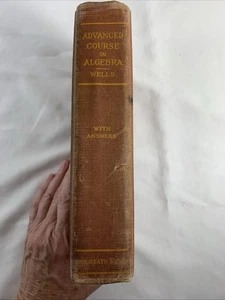 ADVANCED
COURSE
IN
ALGEBRA
WELLS
WITH
ANSWERS